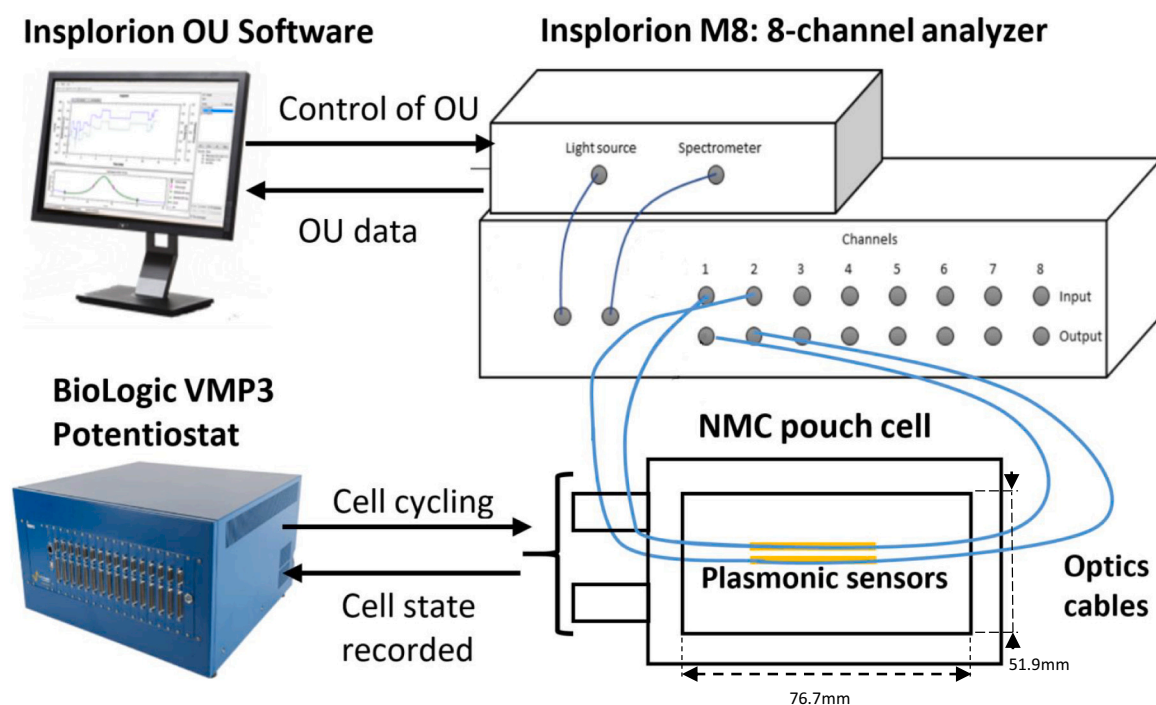 Insplorion OU Software
Insplorion M8: 8-channel analyzer
Control of OU
OU data
Light source
Spectrometer
Channels
1 2 3 4 5 6 7 8
Input
Output
BioLogic VMP3
Potentiostat
Cell cycling
Cell state
recorded
NMC pouch cell
Plasmonic sensors
Optics
cables
51.9mm
76.7mm